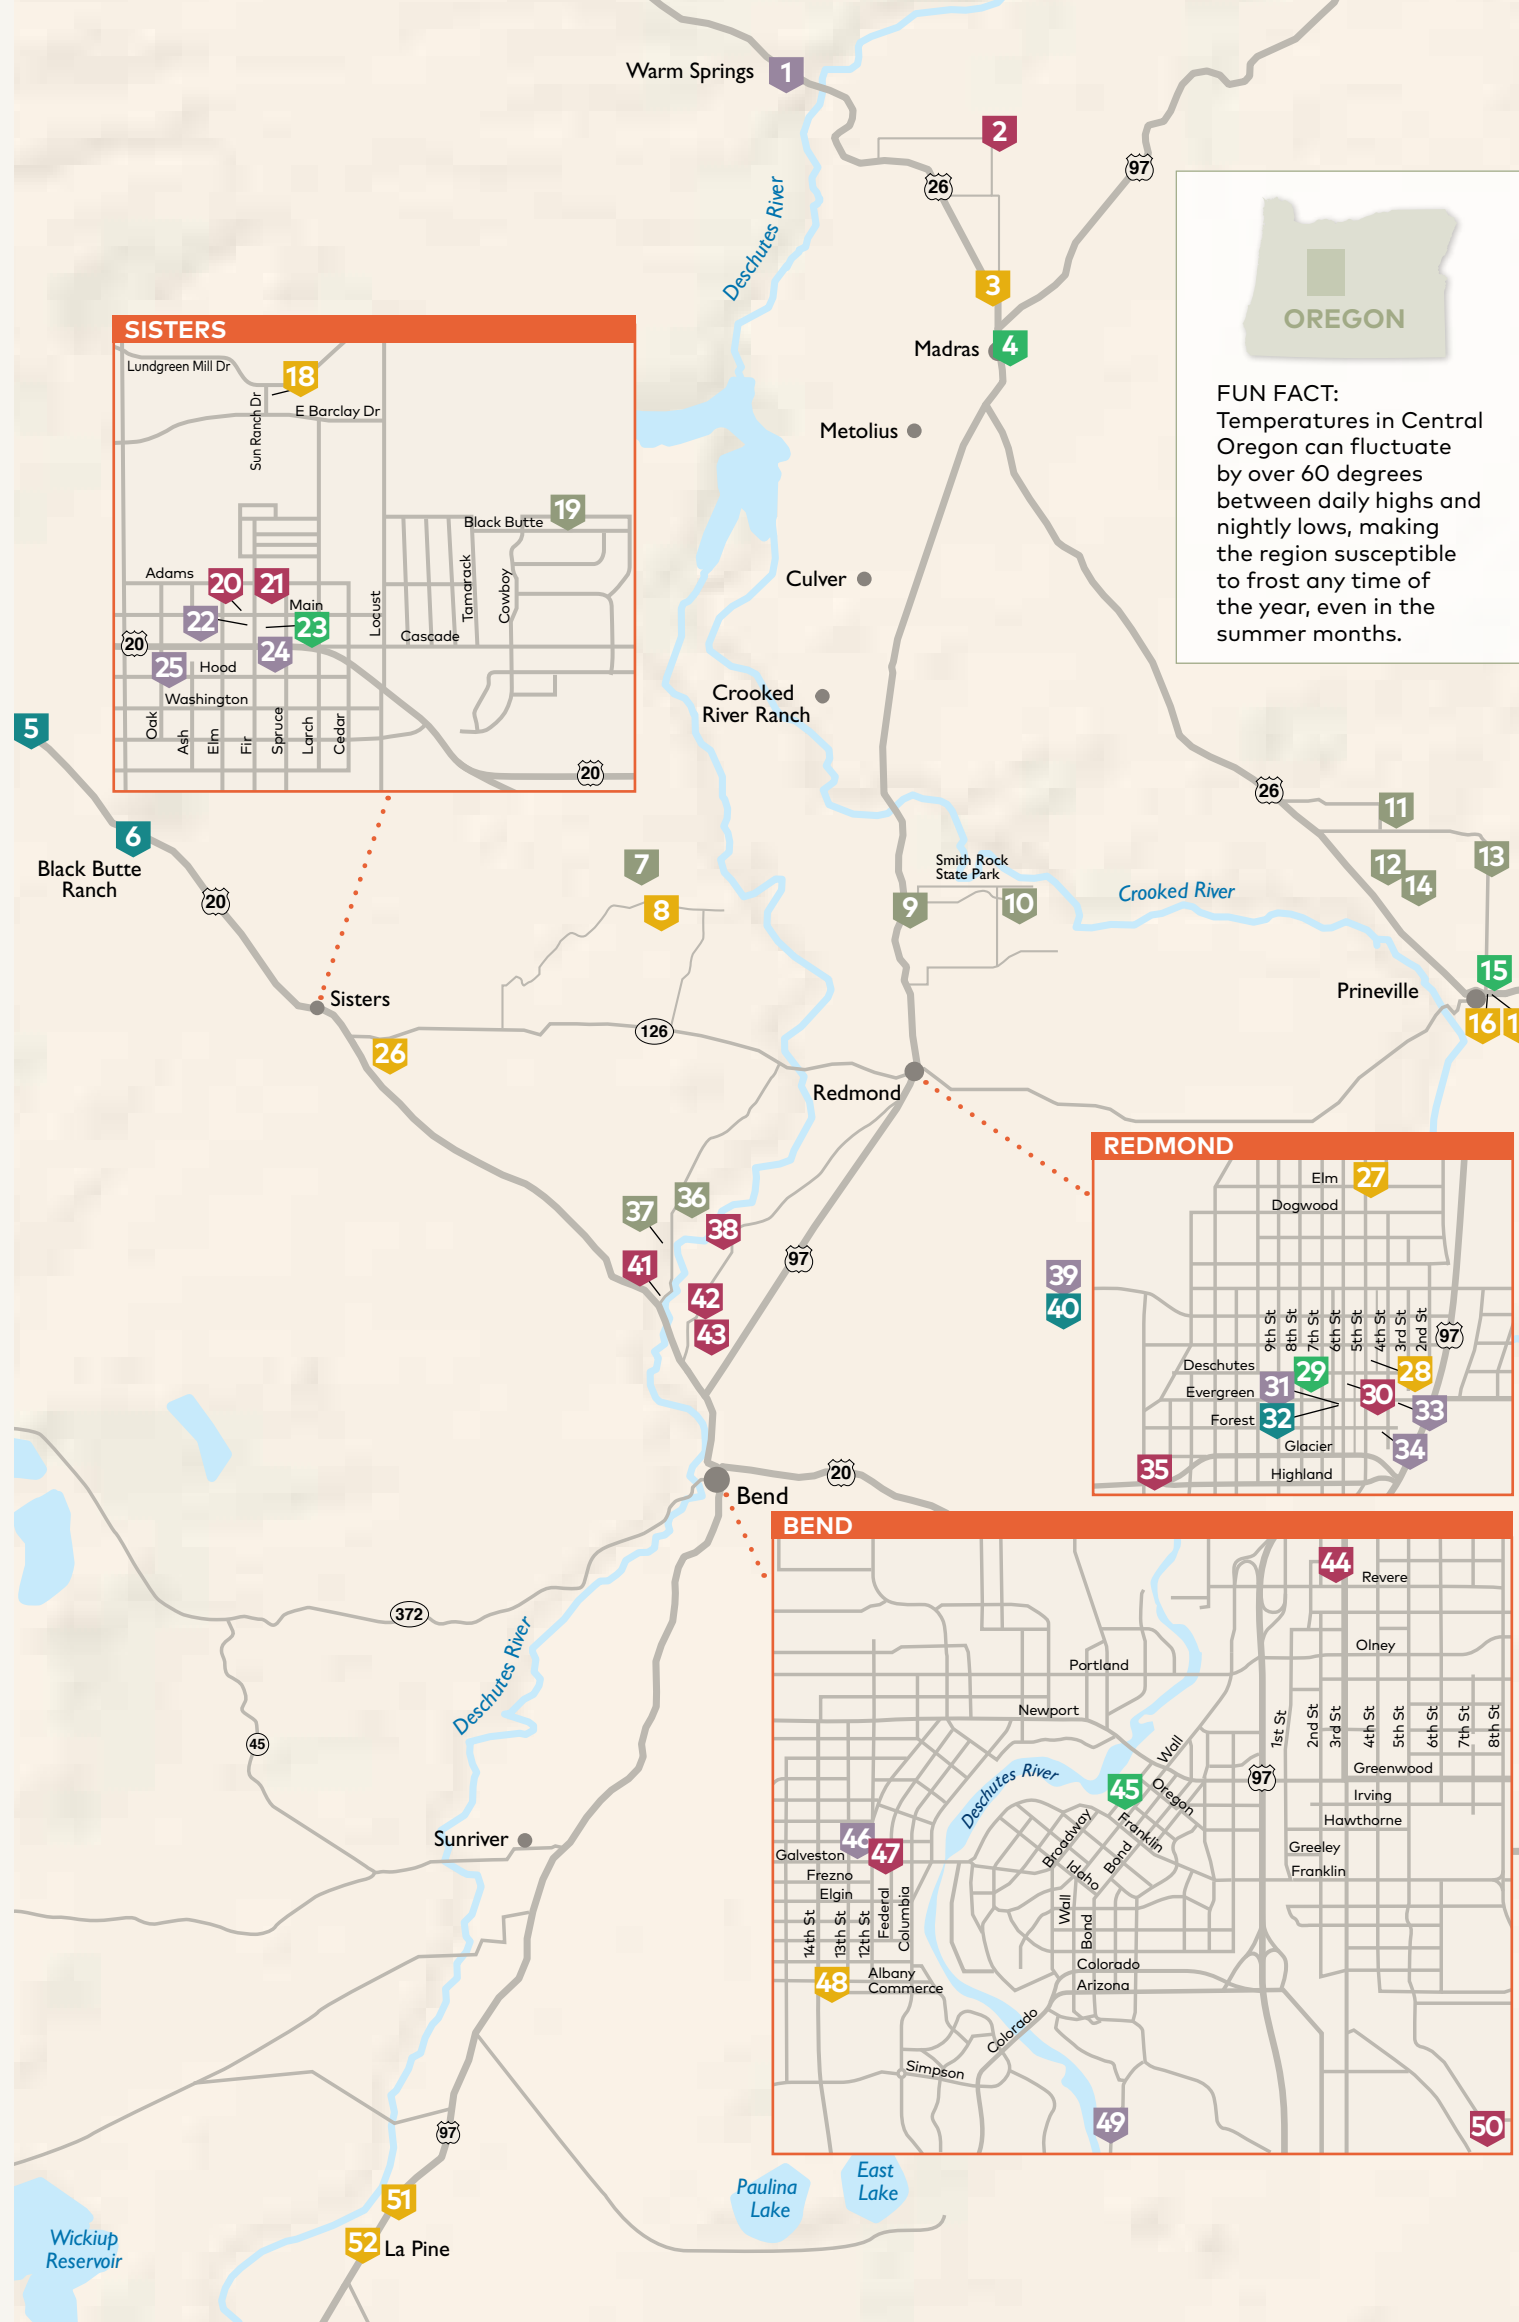 Warm Springs
1
2
97
26
Deschutes River
3
OREGON
Madras
4
FUN FACT:
Temperatures in Central
Oregon can fluctuate
by over 60 degrees
between daily highs and
nightly lows, making
the region susceptible
to frost any time of
the year, even in the
summer months.
Metolius
Culver
Crooked
River Ranch
SISTERS
Lundgreen Mill Dr
18
Sun Ranch Dr
E Barclay Dr
19
Black Butte
Adams
20
21
Main
22
23
Locust
Tamarack
Cowboy
Cascade
20
24
25
Hood
Washington
Oak
Ash
Elm
Fir
Spruce
Larch
Cedar
20
5
6
Black Butte
Ranch
20
7
8
Smith Rock
State Park
9
10
Crooked River
26
11
12
13
14
15
Prineville
16
Sisters
126
26
Redmond
36
37
38
41
97
42
43
39
40
REDMOND
Elm
27
Dogwood
9th St
8th St
7th St
6th St
5th St
4th St
3rd St
2nd St
97
Deschutes
29
28
Evergreen
31
30
33
Forest
32
Glacier
34
Highland
35
20
Bend
BEND
44
Revere
Olney
Portland
Newport
1st St
2nd St
3rd St
4th St
5th St
6th St
7th St
8th St
Wall
Deschutes River
45
Oregon
97
Greenwood
Irving
Hawthorne
Greeley
Franklin
Broadway
Franklin
Idaho
Bond
46
47
Galveston
Frezno
Elgin
14th St
13th St
12th St
Federal
Columbia
Wall
Bond
Colorado
Arizona
48
Albany
Commerce
Colorado
Simpson
49
50
372
Deschutes River
45
Sunriver
97
51
52
La Pine
Wickiup
Reservoir
Paulina
Lake
East
Lake